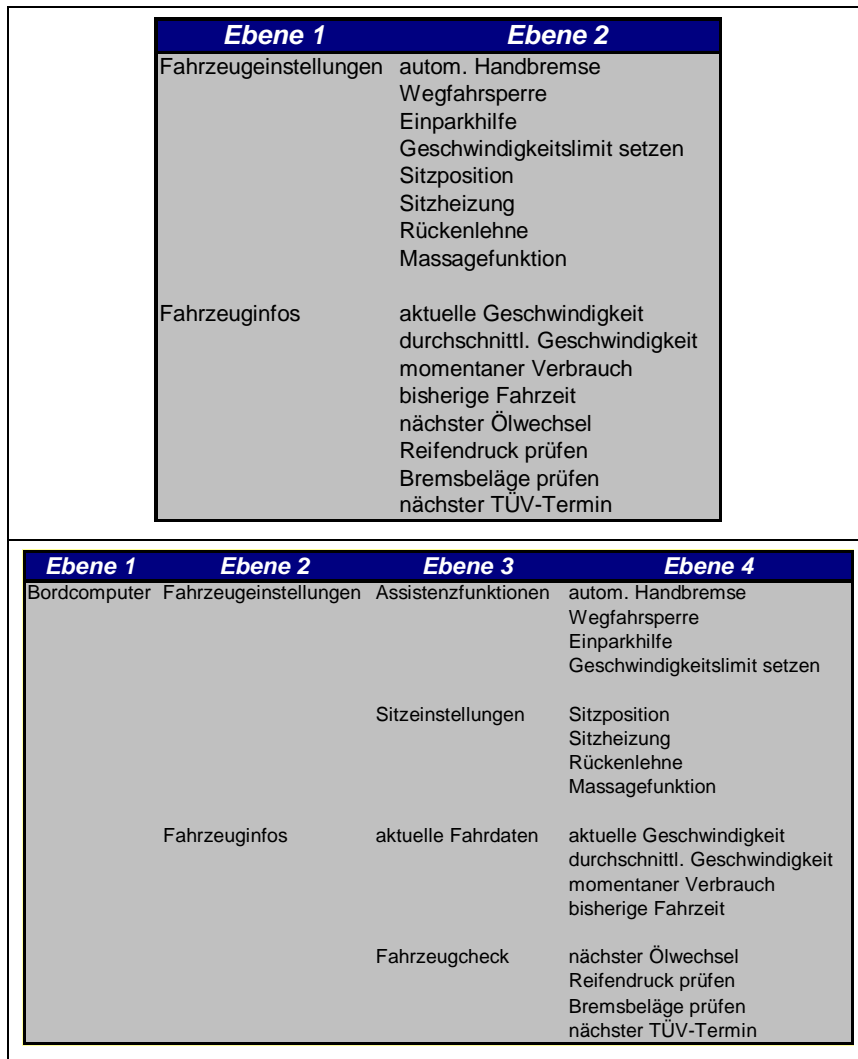 Ebene 1 Ebene 2
Fahrzeugeinstellungen autom. Handbremse
Wegfahrsperre
Einparkhilfe
Geschwindigkeitslimit setzen
Sitzposition
Sitzheizung
Rückenlehne
Massagefunktion
Fahrzeuginfos aktuelle Geschwindigkeit
durchschnittl. Geschwindigkeit
momentaner Verbrauch
bisherige Fahrzeit
nächster Ölwechsel
Reifendruck prüfen
Bremsbeläge prüfen
nächster TÜV-Termin
Ebene 1 Ebene 2 Ebene 3 Ebene 4
Bordcomputer Fahrzeugeinstellungen Assistenzfunktionen autom. Handbremse
Wegfahrsperre
Einparkhilfe
Geschwindigkeitslimit setzen
Sitzeinstellungen Sitzposition
Sitzheizung
Rückenlehne
Massagefunktion
Fahrzeuginfos aktuelle Fahrdaten aktuelle Geschwindigkeit
durchschnittl. Geschwindigkeit
momentaner Verbrauch
bisherige Fahrzeit
Fahrzeugcheck nächster Ölwechsel
Reifendruck prüfen
Bremsbeläge prüfen
nächster TÜV-Termin